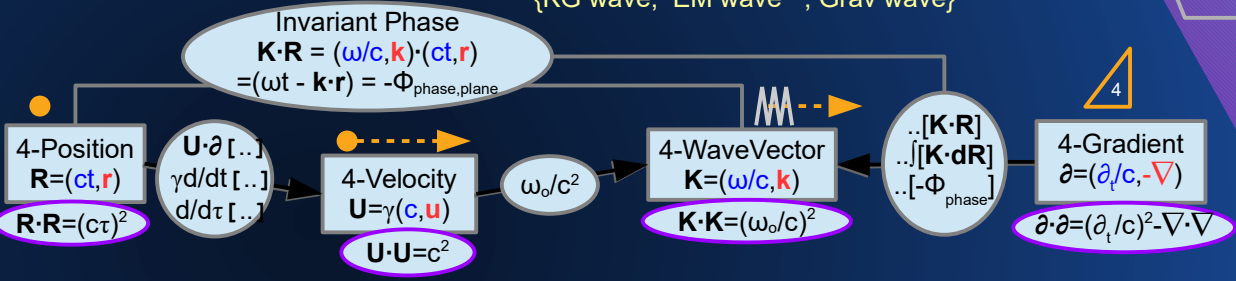 {KG wave, EM wave , Grav wave}
Invariant Phase
K·R = (ω/c,k)·(ct,r)
=(ωt - k·r) = -Φphase,plane
4
4-Position
R=(ct,r)
R·R=(cτ)²
U·∂[..]
γd/dt [..]
d/dτ [..]
4-Velocity
U=γ(c,u)
U·U=c²
ωₒ/c²
4-WaveVector
K=(ω/c,k)
K·K=(ωₒ/c)²
..[K·R]
..∫[K·dR]
..[-Φphase]
4-Gradient
∂=(∂t/c,-∇)
∂·∂=(∂t/c)²-∇·∇